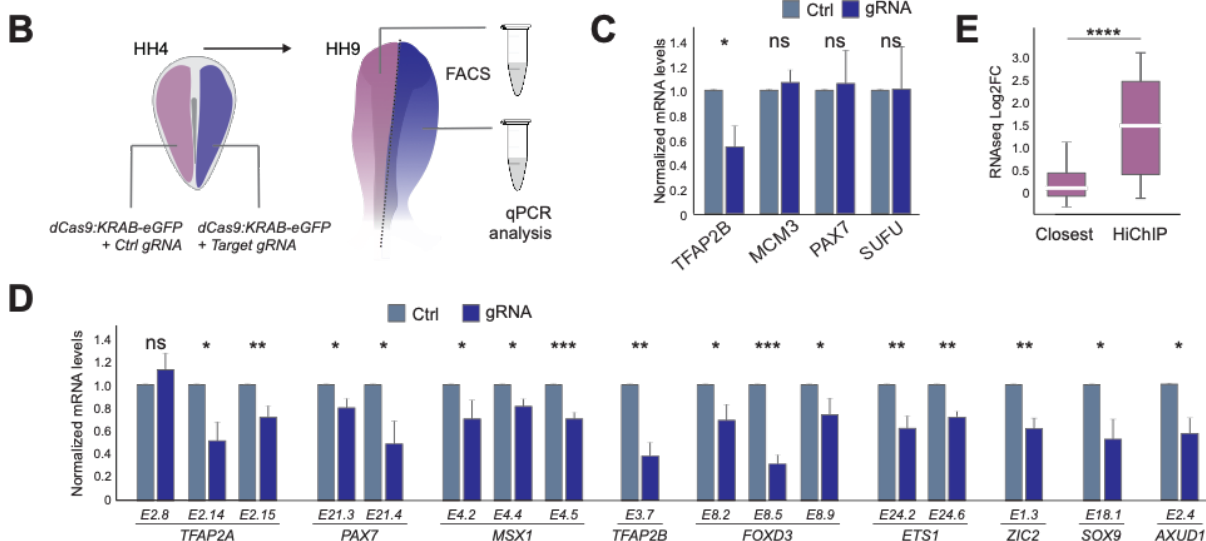 B
HH4
HH9
FACS
qPCR
analysis
dCas9:KRAB-eGFP
+ Ctrl gRNA
dCas9:KRAB-eGFP
+ Target gRNA
C
Ctrl
gRNA
Normalized mRNA levels
1.4
1.2
1.0
0.8
0.6
0.4
0.2
0
*
ns
ns
ns
TFAP2B
MCM3
PAX7
SUFU
E
****
RNAseq Log2FC
3.0
2.5
2.0
1.5
1.0
0.5
0
Closest
HiChIP
D
Ctrl
gRNA
Normalized mRNA levels
1.4
1.2
1.0
0.8
0.6
0.4
0.2
0
ns * ** * * * * *** ** * *** * ** ** ** * *
E2.8 E2.14 E2.15 E21.3 E21.4 E4.2 E4.4 E4.5 E3.7 E8.2 E8.5 E8.9 E24.2 E24.6 E1.3 E18.1 E2.4
TFAP2A PAX7 MSX1 TFAP2B FOXD3 ETS1 ZIC2 SOX9 AXUD1